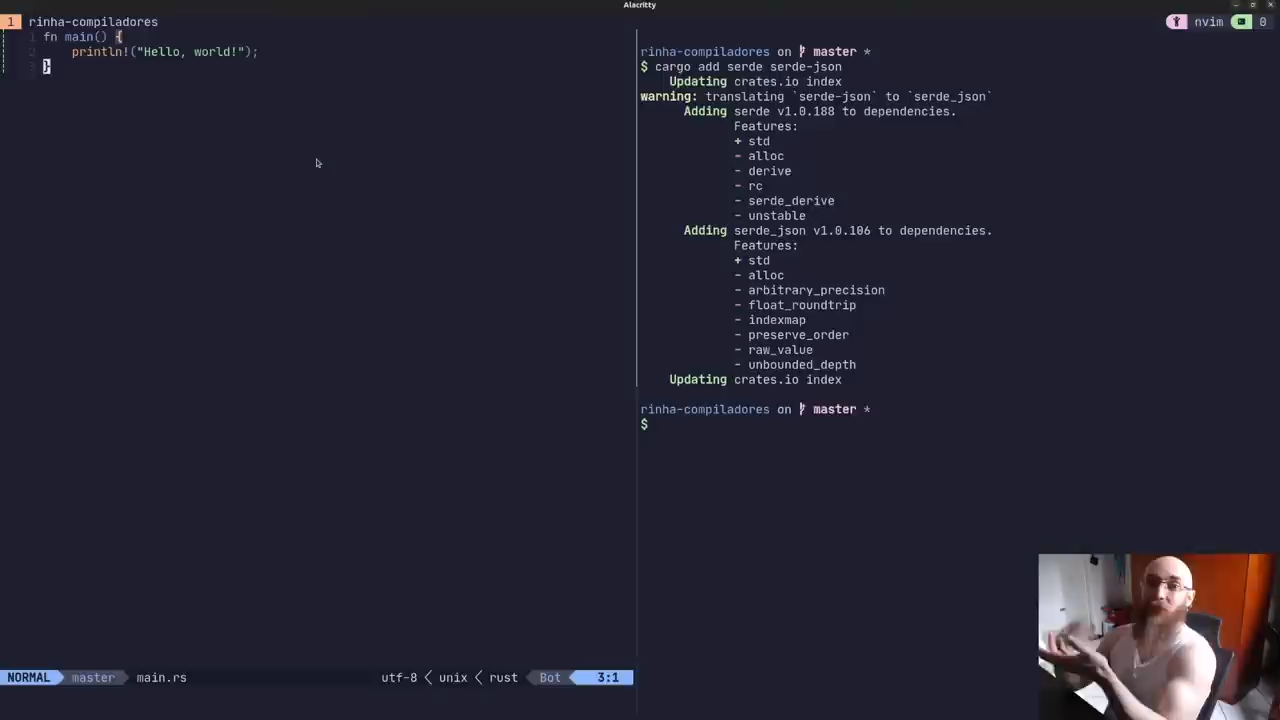 Alacritty
1 rinha-compiladores
nvim 0
1 fn main() {
2 println!("Hello, world!");
3 }
NORMAL master main.rs utf-8 < unix < rust Bot 3:1
rinha-compiladores on master *
$ cargo add serde serde-json
Updating crates.io index
warning: translating `serde-json` to `serde_json`
Adding serde v1.0.188 to dependencies.
Features:
+ std
- alloc
- derive
- rc
- serde_derive
- unstable
Adding serde_json v1.0.106 to dependencies.
Features:
+ std
- alloc
- arbitrary_precision
- float_roundtrip
- indexmap
- preserve_order
- raw_value
- unbounded_depth
Updating crates.io index
rinha-compiladores on master *
$